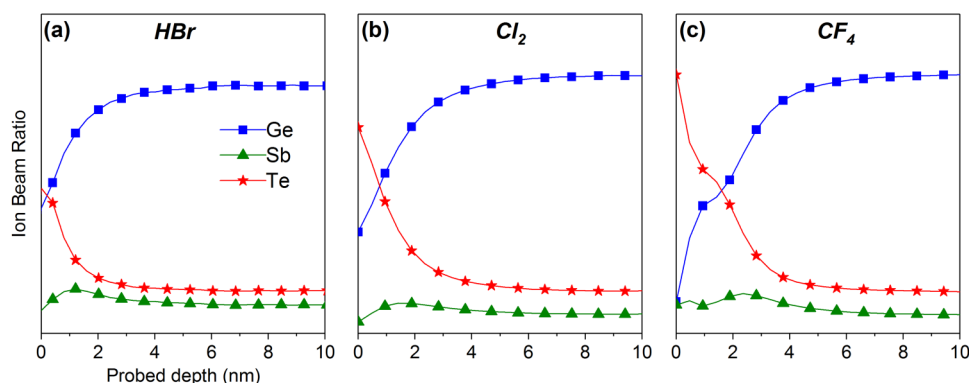 (a) HBr
(b) Cl₂
(c) CF₄
Ion Beam Ratio
Ge
Sb
Te
0 2 4 6 8 10
0 2 4 6 8 10
0 2 4 6 8 10
Probed depth (nm)